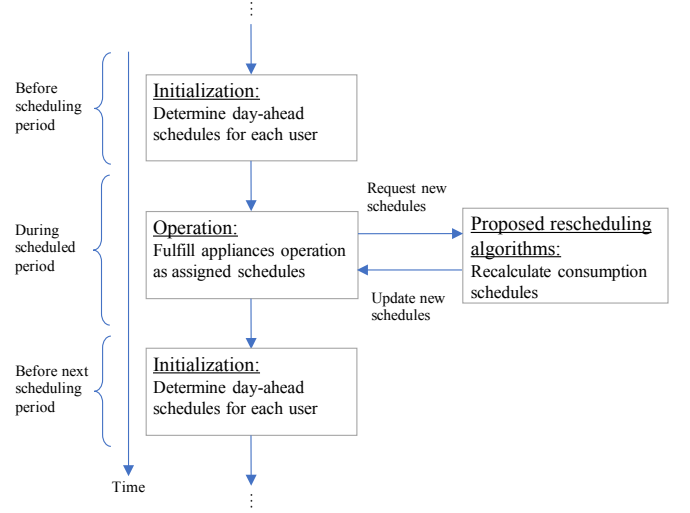 ⋮
Before
scheduling
period
Initialization:
Determine day-ahead
schedules for each user
Request new
schedules
During
scheduled
period
Operation:
Fulfill appliances operation
as assigned schedules
Proposed rescheduling
algorithms:
Recalculate consumption
schedules
Update new
schedules
Before next
scheduling
period
Initialization:
Determine day-ahead
schedules for each user
Time
⋮